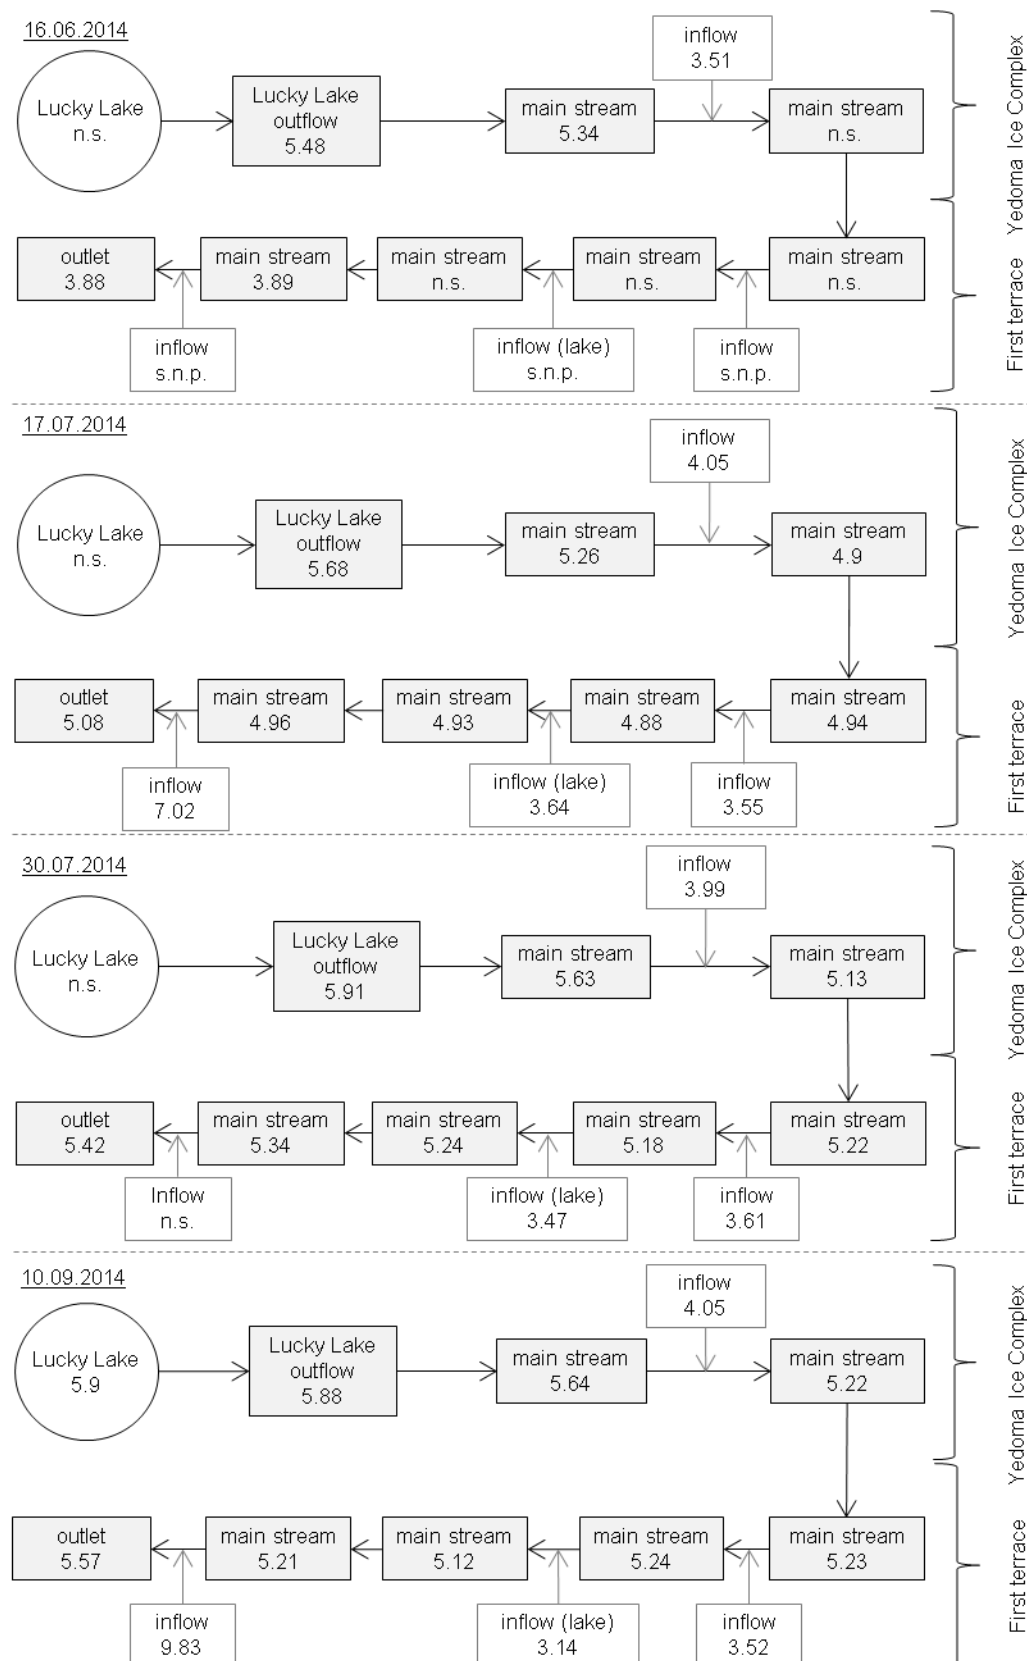 16.06.2014
inflow
3.51
Lucky Lake
n.s.
Lucky Lake
outflow
5.48
main stream
5.34
main stream
n.s.
Yedoma Ice Complex
outlet
3.88
main stream
3.89
main stream
n.s.
main stream
n.s.
main stream
n.s.
inflow
s.n.p.
inflow (lake)
s.n.p.
inflow
s.n.p.
First terrace
17.07.2014
inflow
4.05
Lucky Lake
n.s.
Lucky Lake
outflow
5.68
main stream
5.26
main stream
4.9
Yedoma Ice Complex
outlet
5.08
main stream
4.96
main stream
4.93
main stream
4.88
main stream
4.94
inflow
7.02
inflow (lake)
3.64
inflow
3.55
First terrace
30.07.2014
inflow
3.99
Lucky Lake
n.s.
Lucky Lake
outflow
5.91
main stream
5.63
main stream
5.13
Yedoma Ice Complex
outlet
5.42
main stream
5.34
main stream
5.24
main stream
5.18
main stream
5.22
Inflow
n.s.
inflow (lake)
3.47
inflow
3.61
First terrace
10.09.2014
inflow
4.05
Lucky Lake
5.9
Lucky Lake
outflow
5.88
main stream
5.64
main stream
5.22
Yedoma Ice Complex
outlet
5.57
main stream
5.21
main stream
5.12
main stream
5.24
main stream
5.23
inflow
9.83
inflow (lake)
3.14
inflow
3.52
First terrace